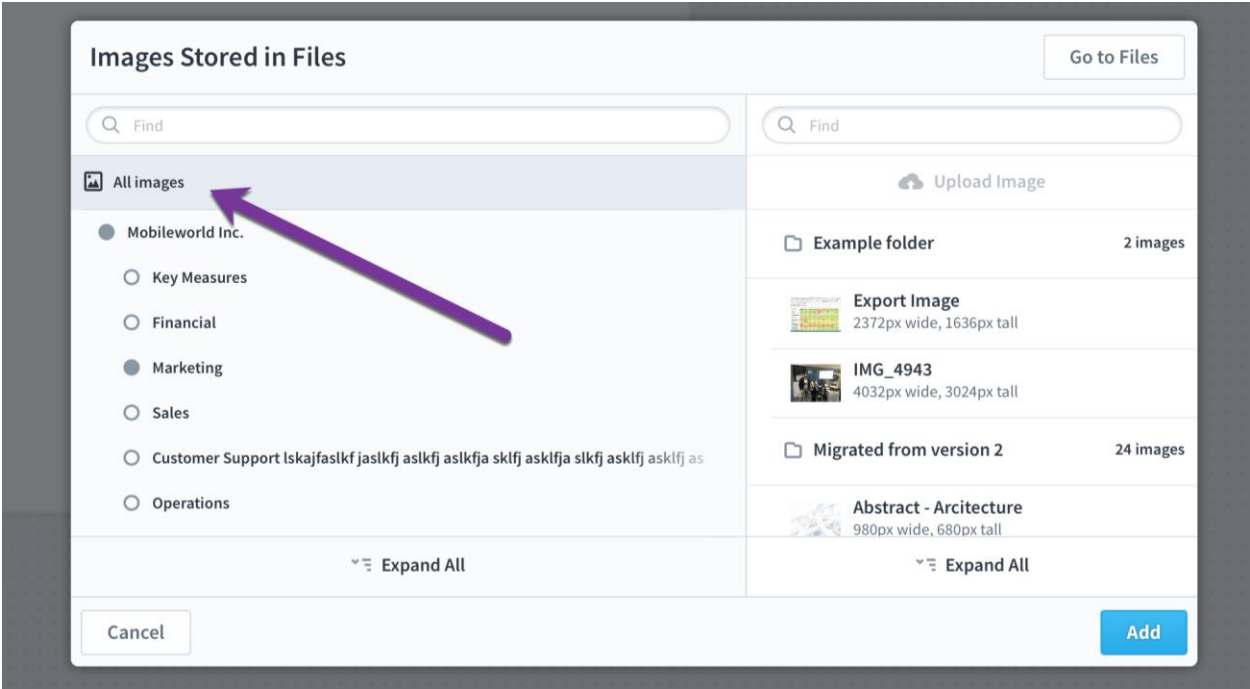 Images Stored in Files
Go to Files
Find
All images
Mobileworld Inc.
Key Measures
Financial
Marketing
Sales
Customer Support lskajfaslkf jaslkfj aslkfj aslkfja sklfj asklfja slkfj asklfj asklfj as
Operations
Expand All
Find
Upload Image
Example folder 2 images
Export Image
2372px wide, 1636px tall
IMG_4943
4032px wide, 3024px tall
Migrated from version 2 24 images
Abstract - Arcitecture
980px wide, 680px tall
Expand All
Cancel
Add